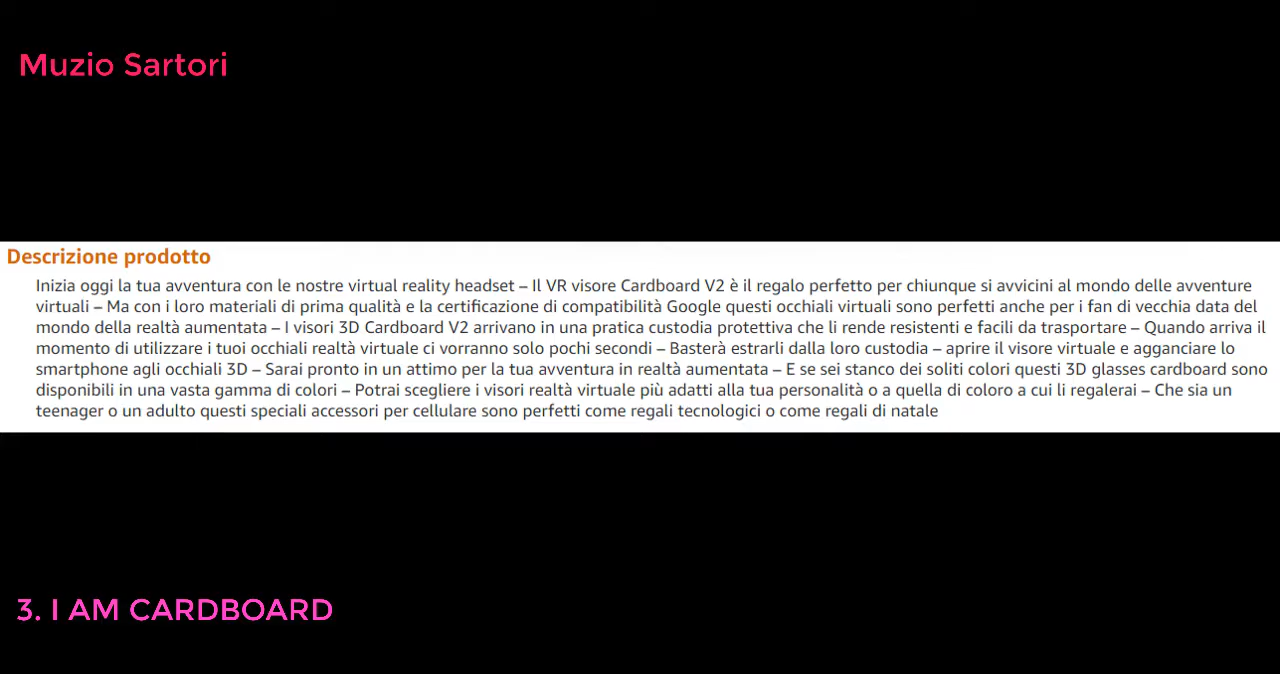 Muzio Sartori
Descrizione prodotto
Inizia oggi la tua avventura con le nostre virtual reality headset – Il VR visore Cardboard V2 è il regalo perfetto per chiunque si avvicini al mondo delle avventure
virtuali – Ma con i loro materiali di prima qualità e la certificazione di compatibilità Google questi occhiali virtuali sono perfetti anche per i fan di vecchia data del
mondo della realtà aumentata – I visori 3D Cardboard V2 arrivano in una pratica custodia protettiva che li rende resistenti e facili da trasportare – Quando arriva il
momento di utilizzare i tuoi occhiali realtà virtuale ci vorranno solo pochi secondi – Basterà estrarli dalla loro custodia – aprire il visore virtuale e agganciare lo
smartphone agli occhiali 3D – Sarai pronto in un attimo per la tua avventura in realtà aumentata – E se sei stanco dei soliti colori questi 3D glasses cardboard sono
disponibili in una vasta gamma di colori – Potrai scegliere i visori realtà virtuale più adatti alla tua personalità o a quella di coloro a cui li regalerai – Che sia un
teenager o un adulto questi speciali accessori per cellulare sono perfetti come regali tecnologici o come regali di natale
3. I AM CARDBOARD